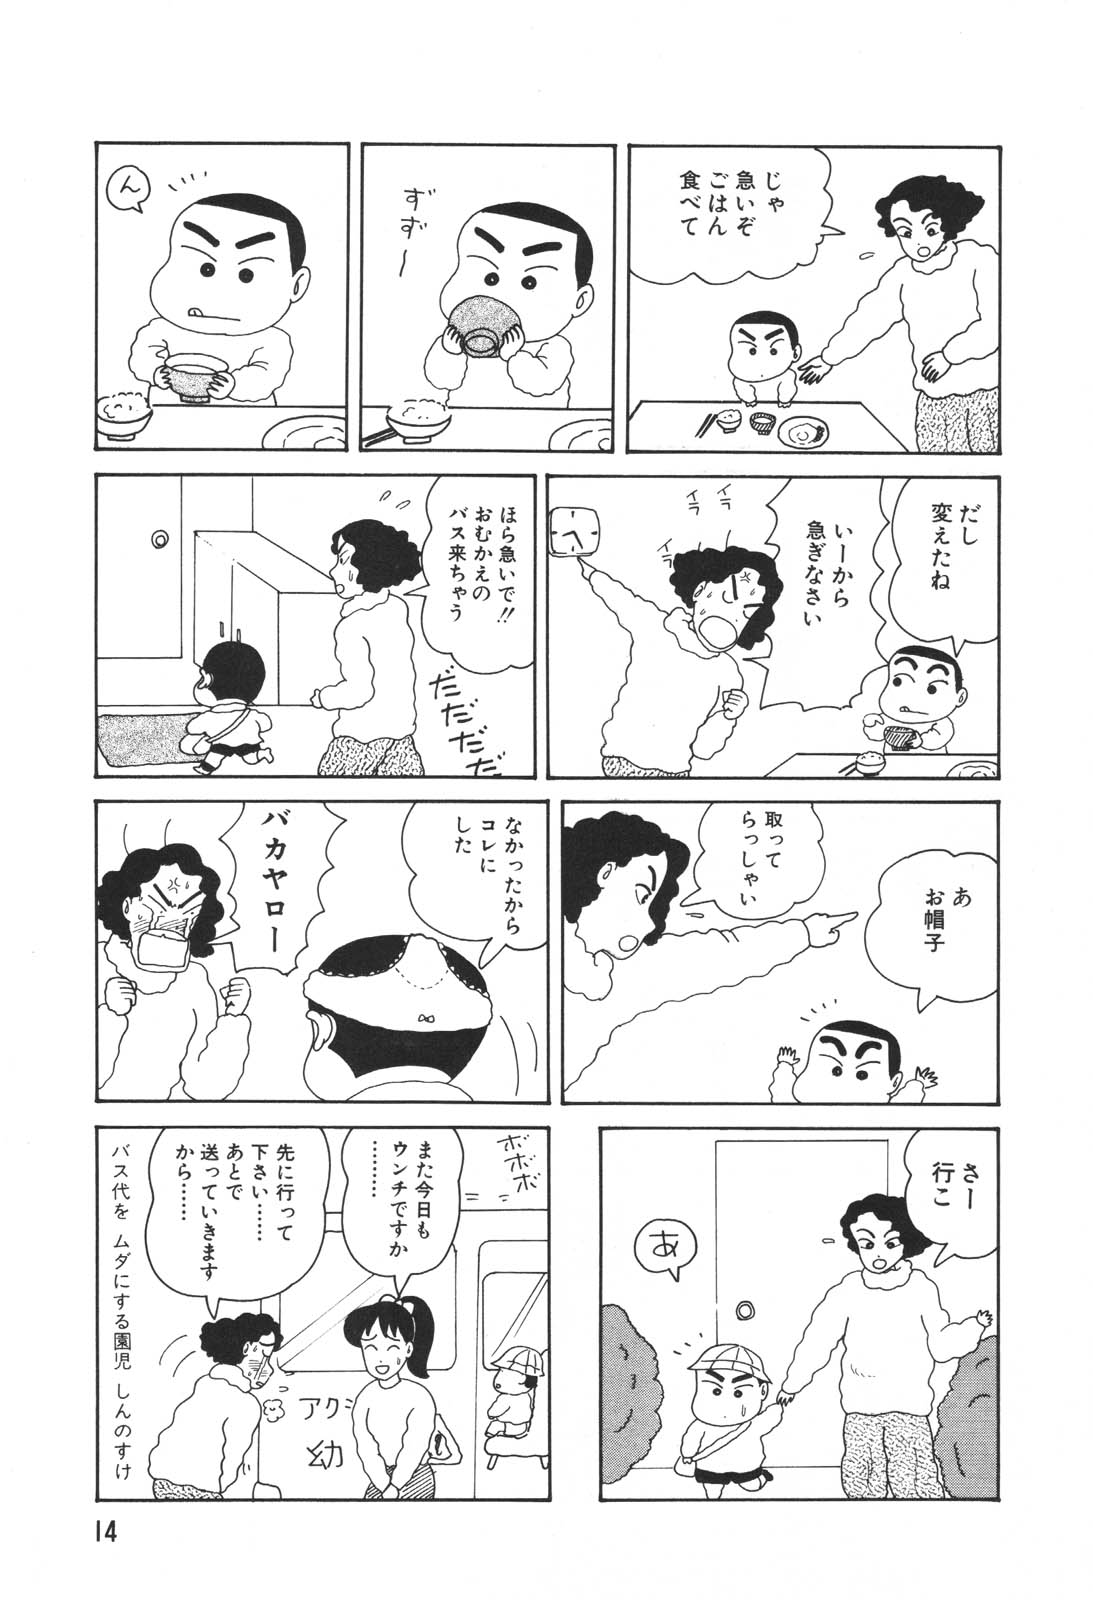 じゃ
急いぞ
ごはん
食べて
ずずー
ん
だし
変えたね
いーから
急ぎなさい
イライライラ
ほら急いで!!
おむかえの
バス来ちゃう
だだだだ
あ
お帽子
取って
らっしゃい
なかったから
コレに
した
バカヤロー
さー
行こ
あ
ボボボ
また今日も
ウンチですか
………
先に行って
下さい……
あとで
送っていきます
から……
アクシ
幼
バス代を ムダにする園児 しんのすけ
14